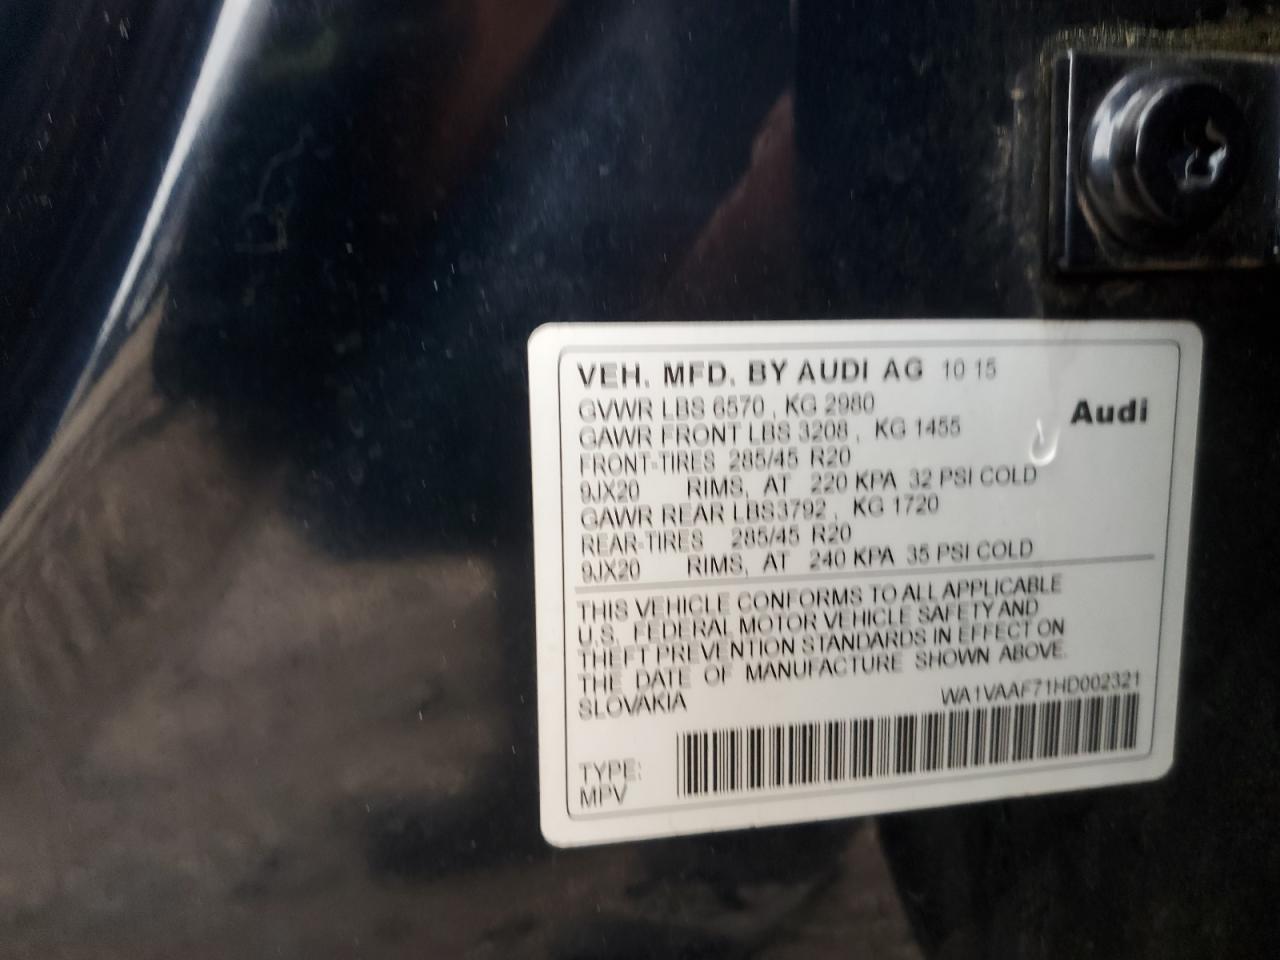 VEH. MFD. BY AUDI AG 10 15
GVWR LBS 6570 , KG 2980
Audi
GAWR FRONT LBS 3208 , KG 1455
FRONT-TIRES 285/45 R20
9JX20 RIMS, AT 220 KPA 32 PSI COLD
GAWR REAR LBS3792 , KG 1720
REAR-TIRES 285/45 R20
9JX20 RIMS, AT 240 KPA 35 PSI COLD
THIS VEHICLE CONFORMS TO ALL APPLICABLE
U.S. FEDERAL MOTOR VEHICLE SAFETY AND
THEFT PREVENTION STANDARDS IN EFFECT ON
THE DATE OF MANUFACTURE SHOWN ABOVE.
SLOVAKIA WA1VAAF71HD002321
TYPE:
MPV